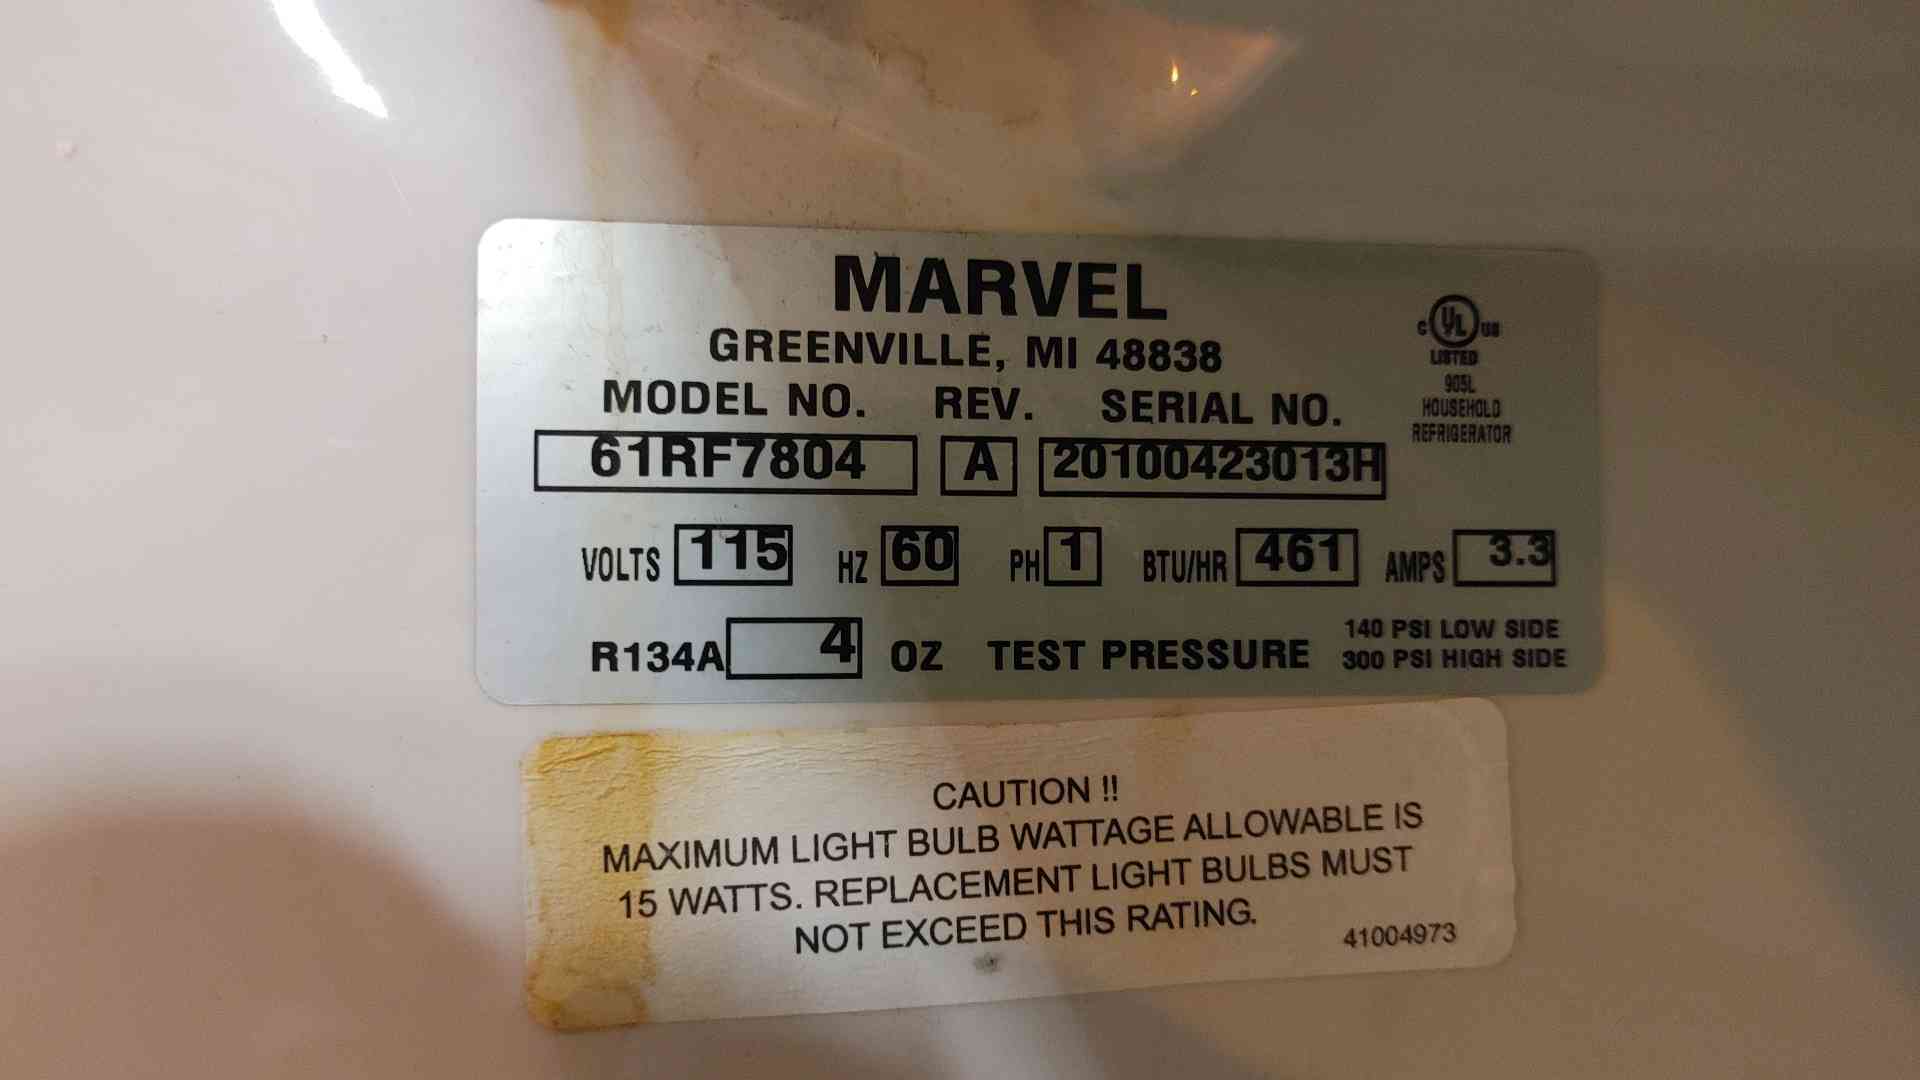 MARVEL
GREENVILLE, MI 48838
C UL US
LISTED
905L
HOUSEHOLD
REFRIGERATOR
MODEL NO. REV. SERIAL NO.
61RF7804 A 20100423013H
VOLTS 115 HZ 60 PH 1 BTU/HR 461 AMPS 3.3
R134A 4 OZ TEST PRESSURE 140 PSI LOW SIDE
300 PSI HIGH SIDE
CAUTION !!
MAXIMUM LIGHT BULB WATTAGE ALLOWABLE IS
15 WATTS. REPLACEMENT LIGHT BULBS MUST
NOT EXCEED THIS RATING.
41004973